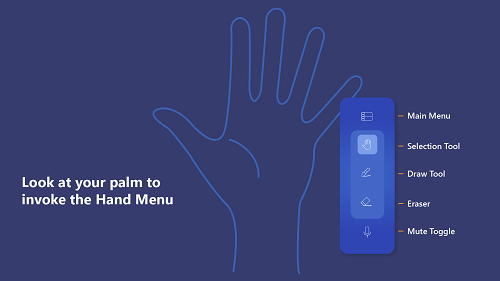 Look at your palm to
invoke the Hand Menu
Main Menu
Selection Tool
Draw Tool
Eraser
Mute Toggle